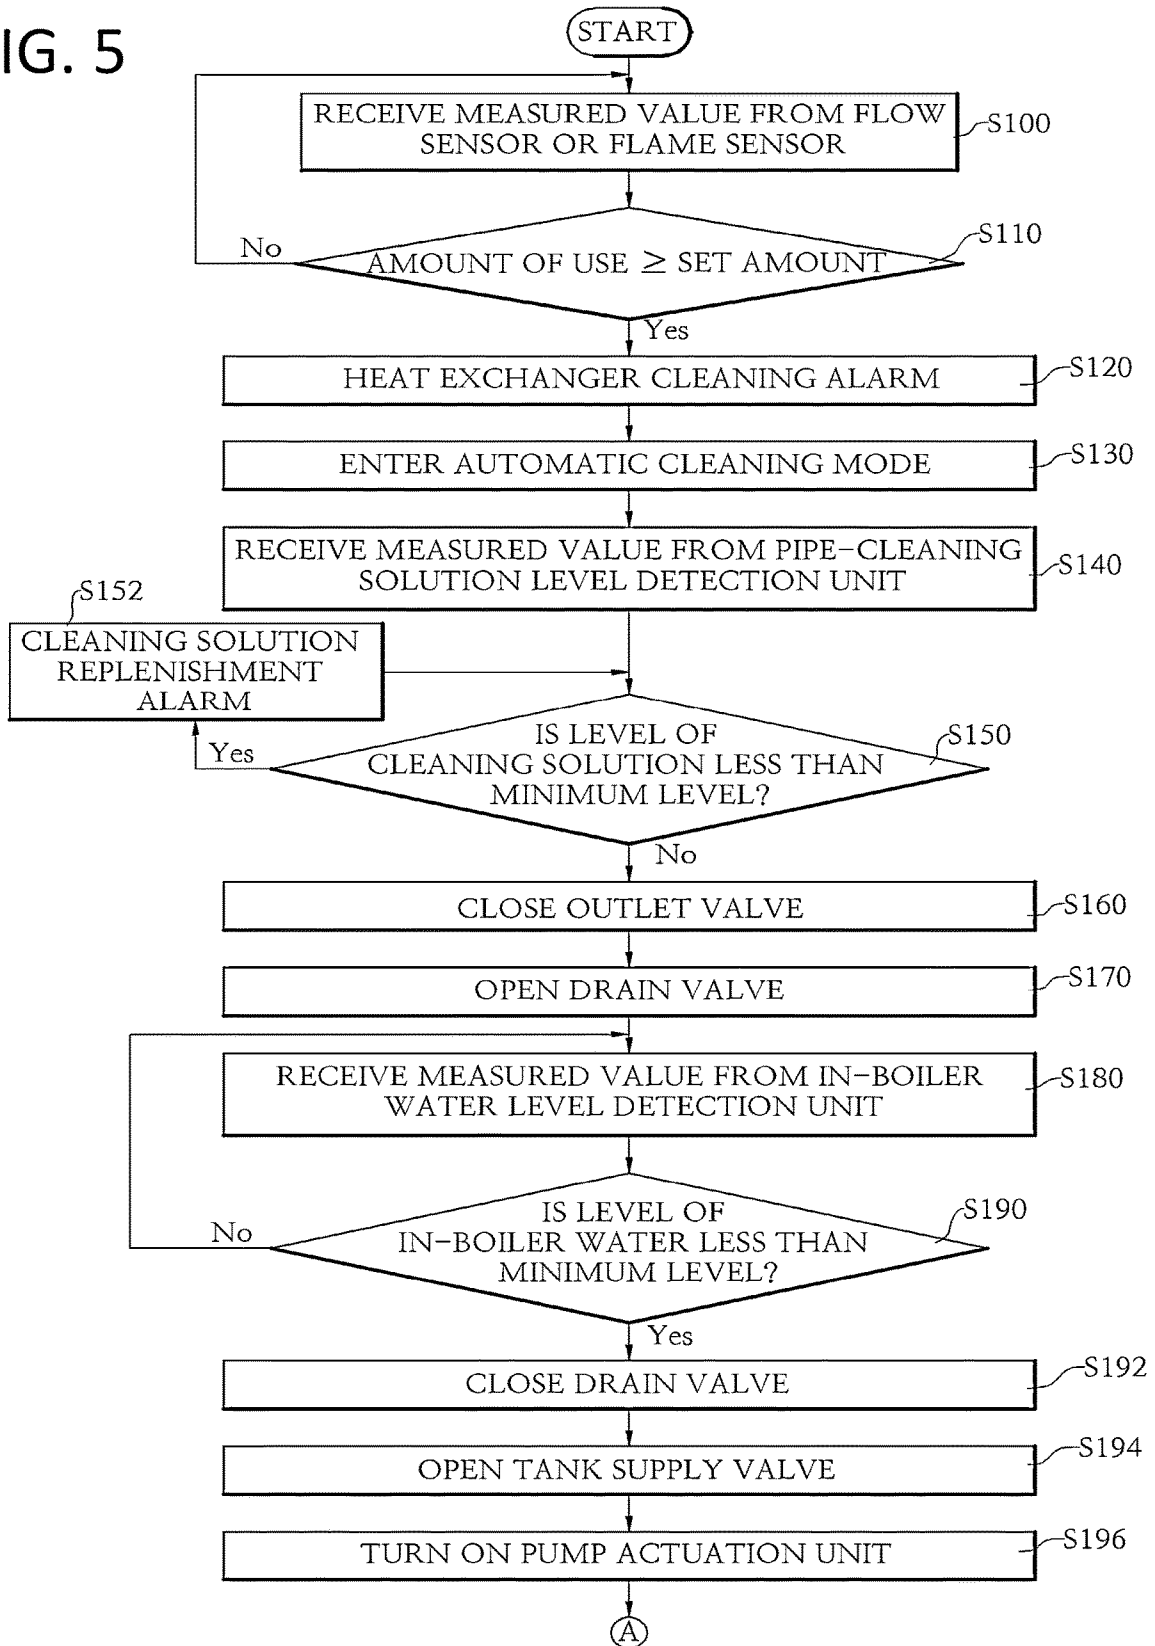 IG. 5
START
RECEIVE MEASURED VALUE FROM FLOW
SENSOR OR FLAME SENSOR
S100
AMOUNT OF USE ≥ SET AMOUNT
S110
No
Yes
HEAT EXCHANGER CLEANING ALARM
S120
ENTER AUTOMATIC CLEANING MODE
S130
RECEIVE MEASURED VALUE FROM PIPE-CLEANING
SOLUTION LEVEL DETECTION UNIT
S140
S152
CLEANING SOLUTION
REPLENISHMENT
ALARM
IS LEVEL OF
CLEANING SOLUTION LESS THAN
MINIMUM LEVEL?
S150
Yes
No
CLOSE OUTLET VALVE
S160
OPEN DRAIN VALVE
S170
RECEIVE MEASURED VALUE FROM IN-BOILER
WATER LEVEL DETECTION UNIT
S180
IS LEVEL OF
IN-BOILER WATER LESS THAN
MINIMUM LEVEL?
S190
No
Yes
CLOSE DRAIN VALVE
S192
OPEN TANK SUPPLY VALVE
S194
TURN ON PUMP ACTUATION UNIT
S196
A